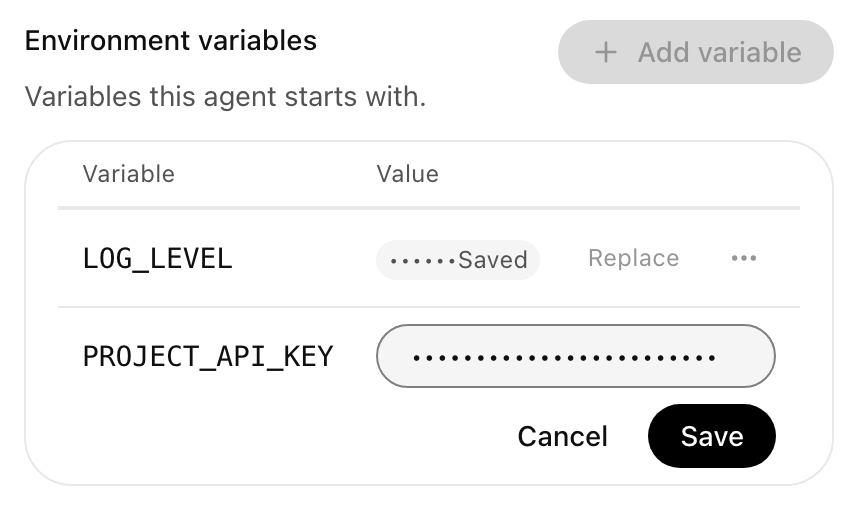 Environment variables
+ Add variable
Variables this agent starts with.
Variable Value
LOG_LEVEL ••••••Saved Replace •••
PROJECT_API_KEY ••••••••••••••••••••••••
Cancel Save